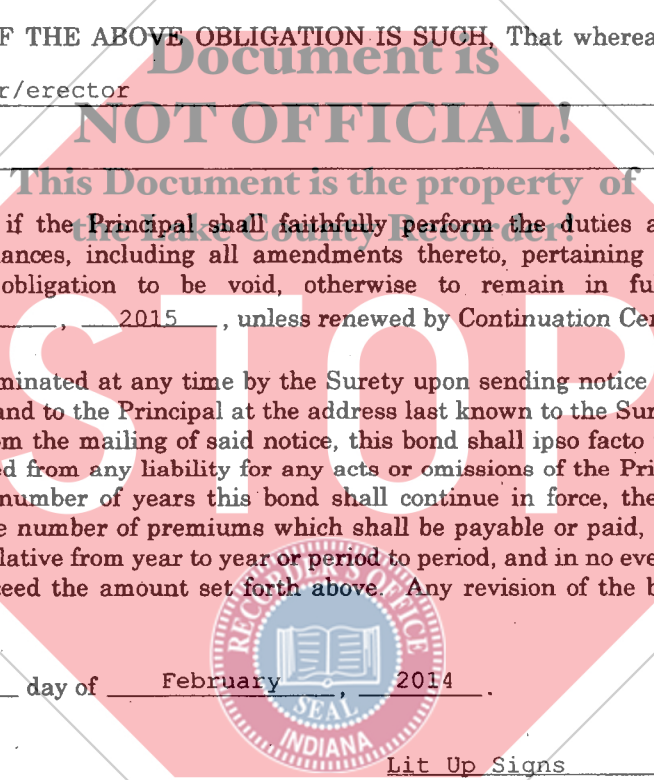 F THE ABOVE OBLIGATION IS SUCH, That wherea
Document is
r/erector
NOT OFFICIAL!
This Document is the property of
if the Principal shall faithfully perform the duties a
the Lake County Recorder!
ances, including all amendments thereto, pertaining
obligation to be void, otherwise to remain in fu
, 2015 , unless renewed by Continuation Cer
STOP
minated at any time by the Surety upon sending notice
and to the Principal at the address last known to the Sur
om the mailing of said notice, this bond shall ipso facto
ed from any liability for any acts or omissions of the Pri
number of years this bond shall continue in force, the
e number of premiums which shall be payable or paid,
lative from year to year or period to period, and in no eve
ceed the amount set forth above. Any revision of the b
RECORDER'S OFFICE
day of February , 2014 .
SEAL
INDIANA
Lit Up Signs